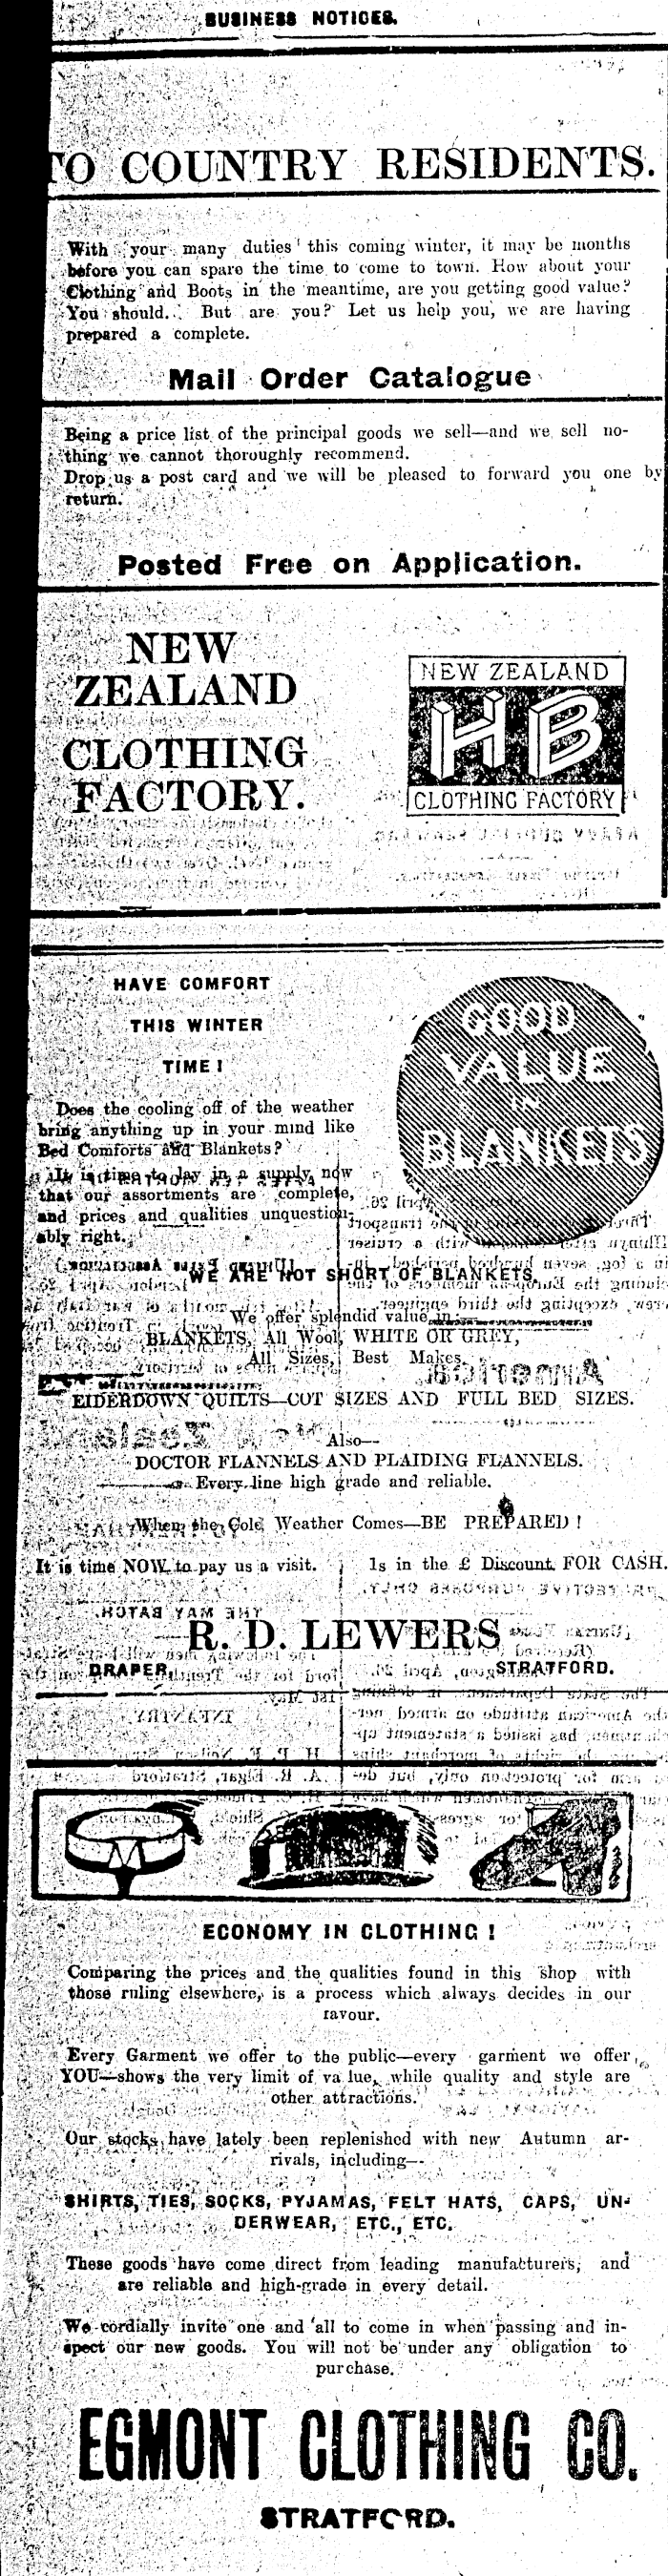 BUSINESS NOTICES.
TO COUNTRY RESIDENTS.
With your many duties this coming winter, it may be months
before you can spare the time to come to town. How about your
Clothing and Boots in the meantime, are you getting good value?
You should. But are you? Let us help you, we are having
prepared a complete.
Mail Order Catalogue
Being a price list of the principal goods we sell—and we sell no-
thing we cannot thoroughly recommend.
Drop us a post card and we will be pleased to forward you one by
return.
Posted Free on Application.
NEW
ZEALAND
CLOTHING
FACTORY.
NEW ZEALAND
HB
CLOTHING FACTORY
HAVE COMFORT
THIS WINTER
TIME!
Does the cooling off of the weather
bring anything up in your mind like
Bed Comforts and Blankets?
It is time to lay in a supply now
that our assortments are complete,
and prices and qualities unquestion-
ably right.
GOOD
VALUE
IN
BLANKETS
WE ARE NOT SHORT OF BLANKETS
We offer splendid value in
BLANKETS, All Wool, WHITE OR GREY,
All Sizes, Best Makes.
EIDERDOWN QUILTS—COT SIZES AND FULL BED SIZES.
Also—
DOCTOR FLANNELS AND PLAIDING FLANNELS.
Every line high grade and reliable.
When the Cold Weather Comes—BE PREPARED!
It is time NOW to pay us a visit. 1s in the £ Discount FOR CASH.
R. D. LEWERS
DRAPER, STRATFORD.
ECONOMY IN CLOTHING!
Comparing the prices and the qualities found in this shop with
those ruling elsewhere, is a process which always decides in our
favour.
Every Garment we offer to the public—every garment we offer
YOU—shows the very limit of va lue, while quality and style are
other attractions.
Our stocks have lately been replenished with new Autumn ar-
rivals, including—
SHIRTS, TIES, SOCKS, PYJAMAS, FELT HATS, CAPS, UN-
DERWEAR, ETC., ETC.
These goods have come direct from leading manufacturers, and
are reliable and high-grade in every detail.
We cordially invite one and all to come in when passing and in-
spect our new goods. You will not be under any obligation to
purchase.
EGMONT CLOTHING CO.
STRATFORD.